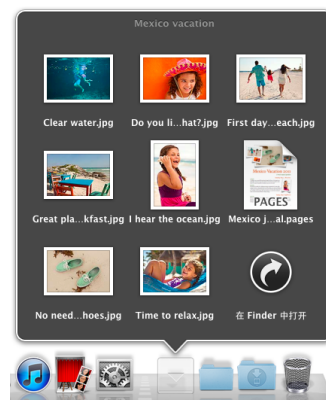 Mexico vacation
Clear water.jpg
Do you li...hat?.jpg
First day...each.jpg
Great pla...kfast.jpg
I hear the ocean.jpg
Mexico j...al.pages
PAGES
No need...hoes.jpg
Time to relax.jpg
在 Finder 中打开